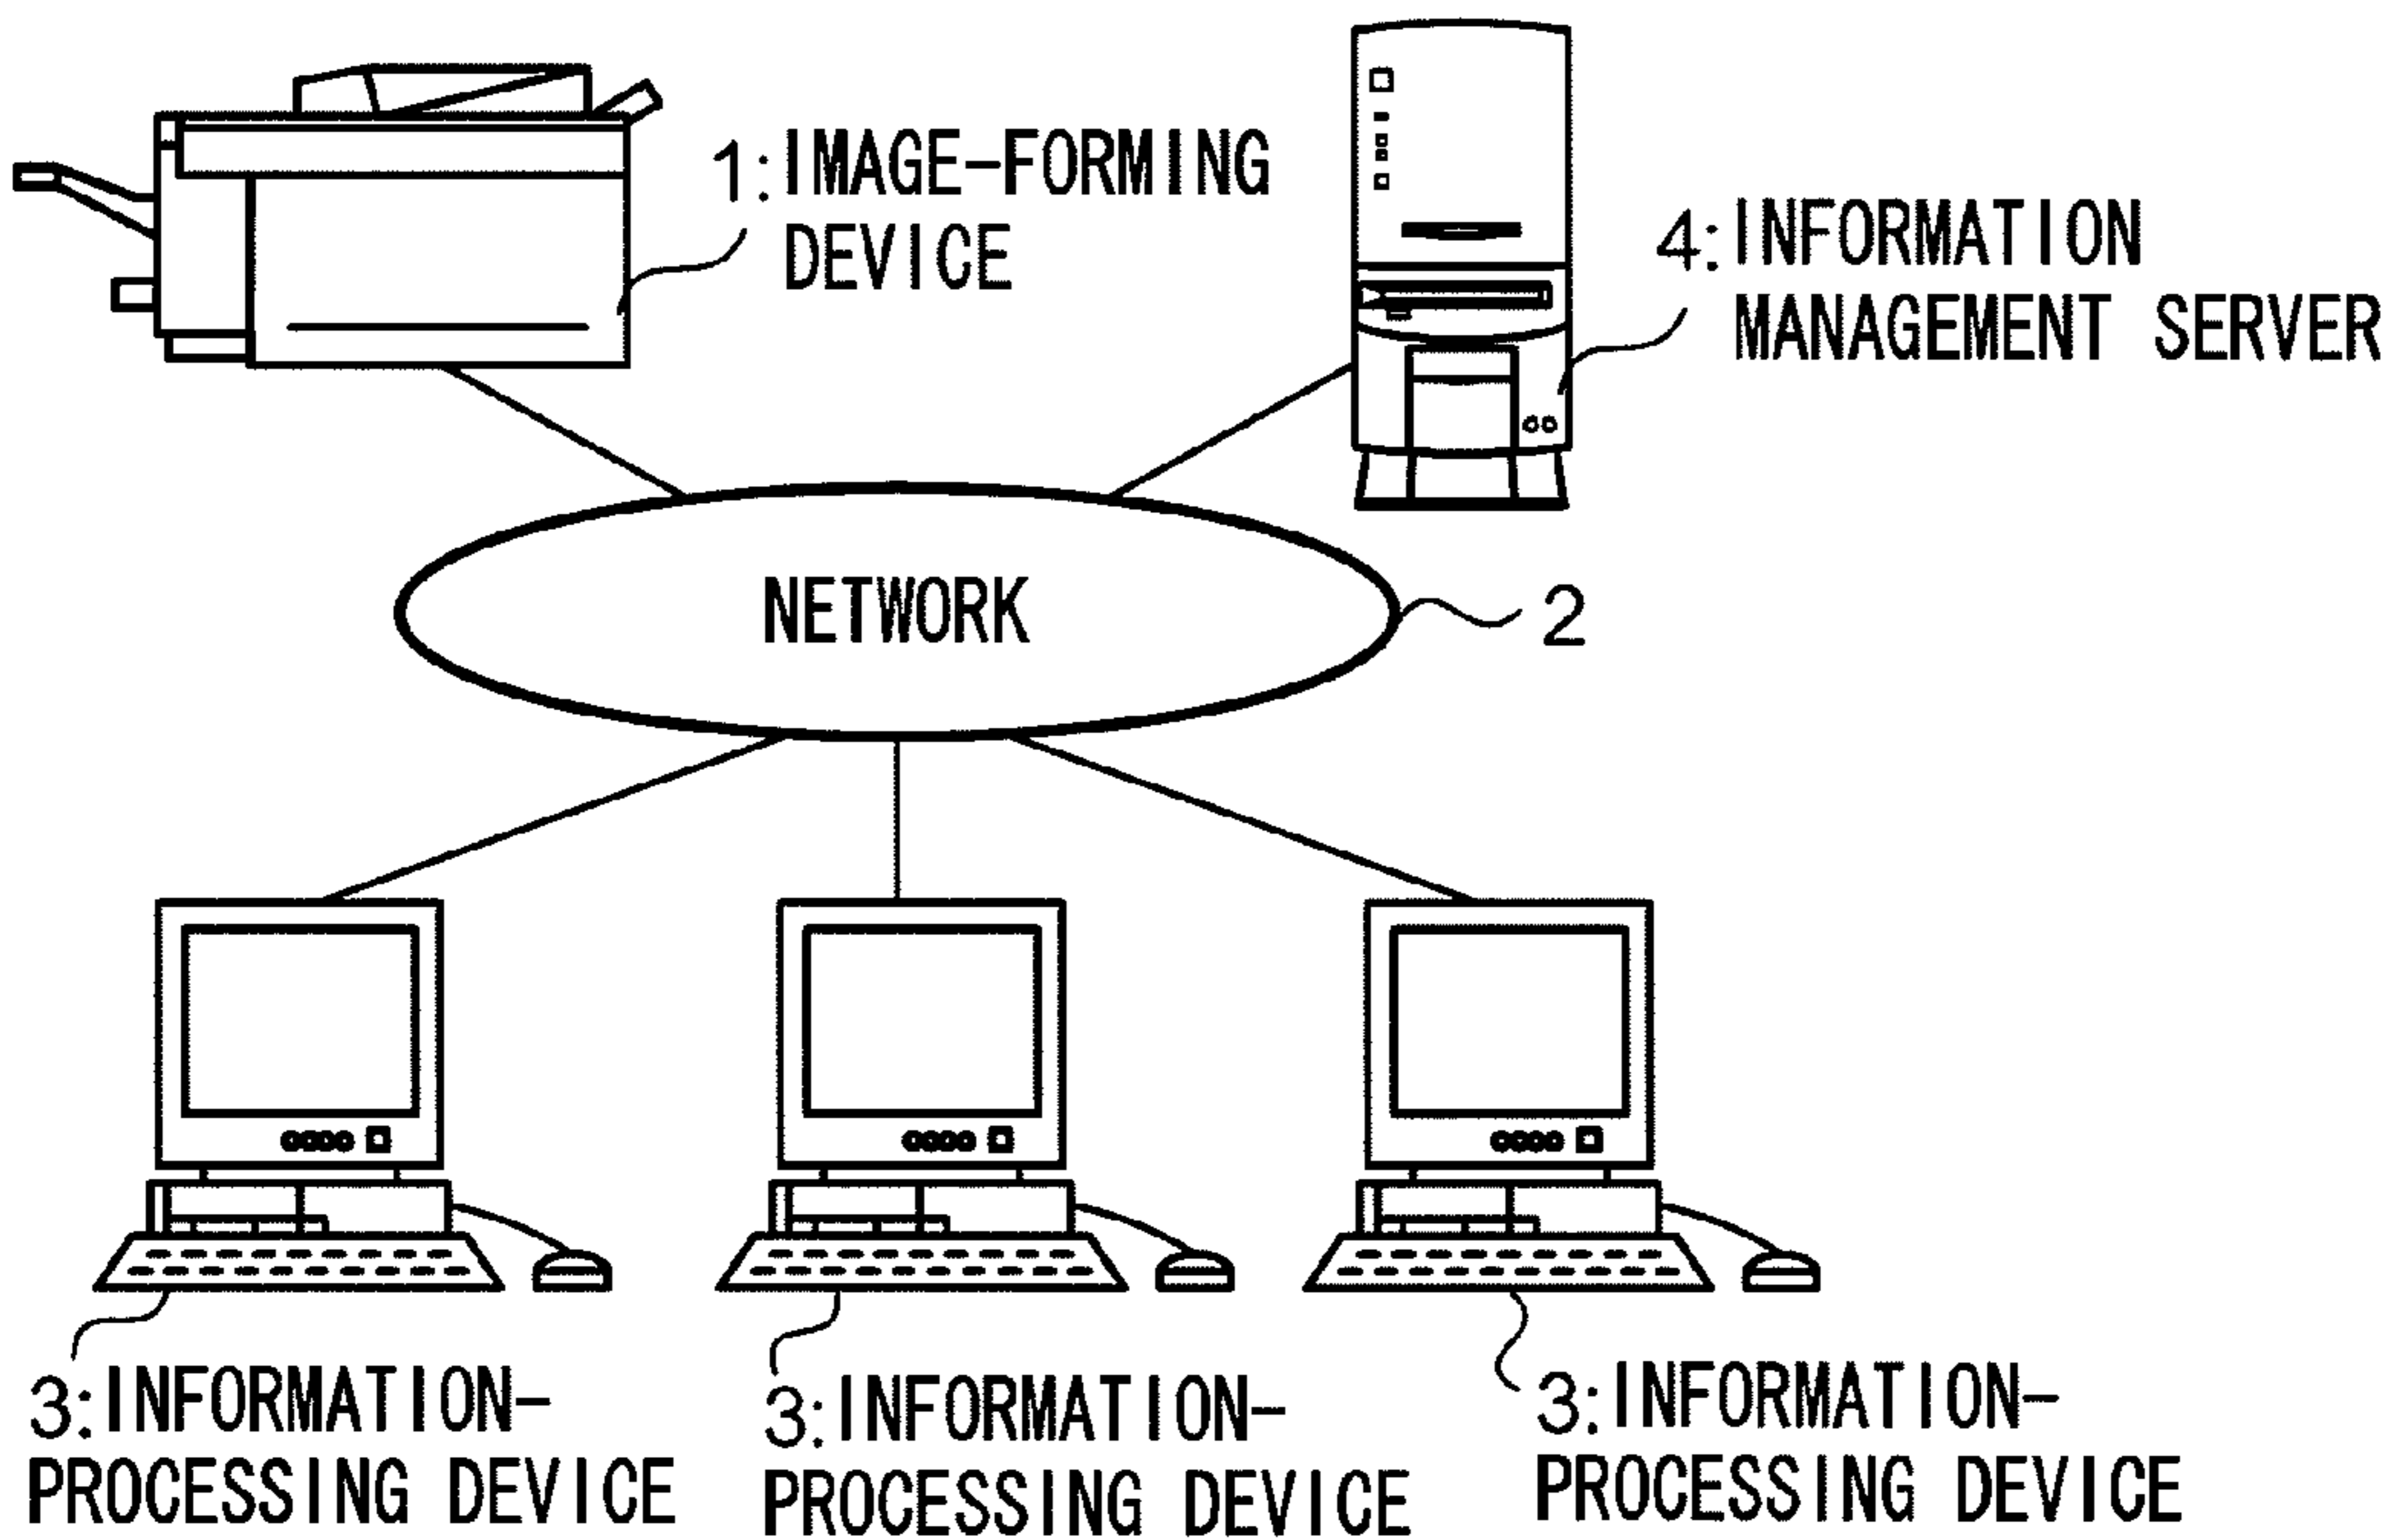 1:IMAGE-FORMING
DEVICE
4:INFORMATION
MANAGEMENT SERVER
NETWORK
2
3:INFORMATION-
PROCESSING DEVICE
3:INFORMATION-
PROCESSING DEVICE
3:INFORMATION-
PROCESSING DEVICE